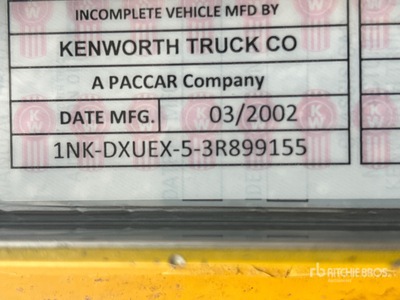 INCOMPLETE VEHICLE MFD BY
KENWORTH TRUCK CO
A PACCAR Company
DATE MFG. 03/2002
1NK-DXUEX-5-3R899155
rb RITCHIE BROS.